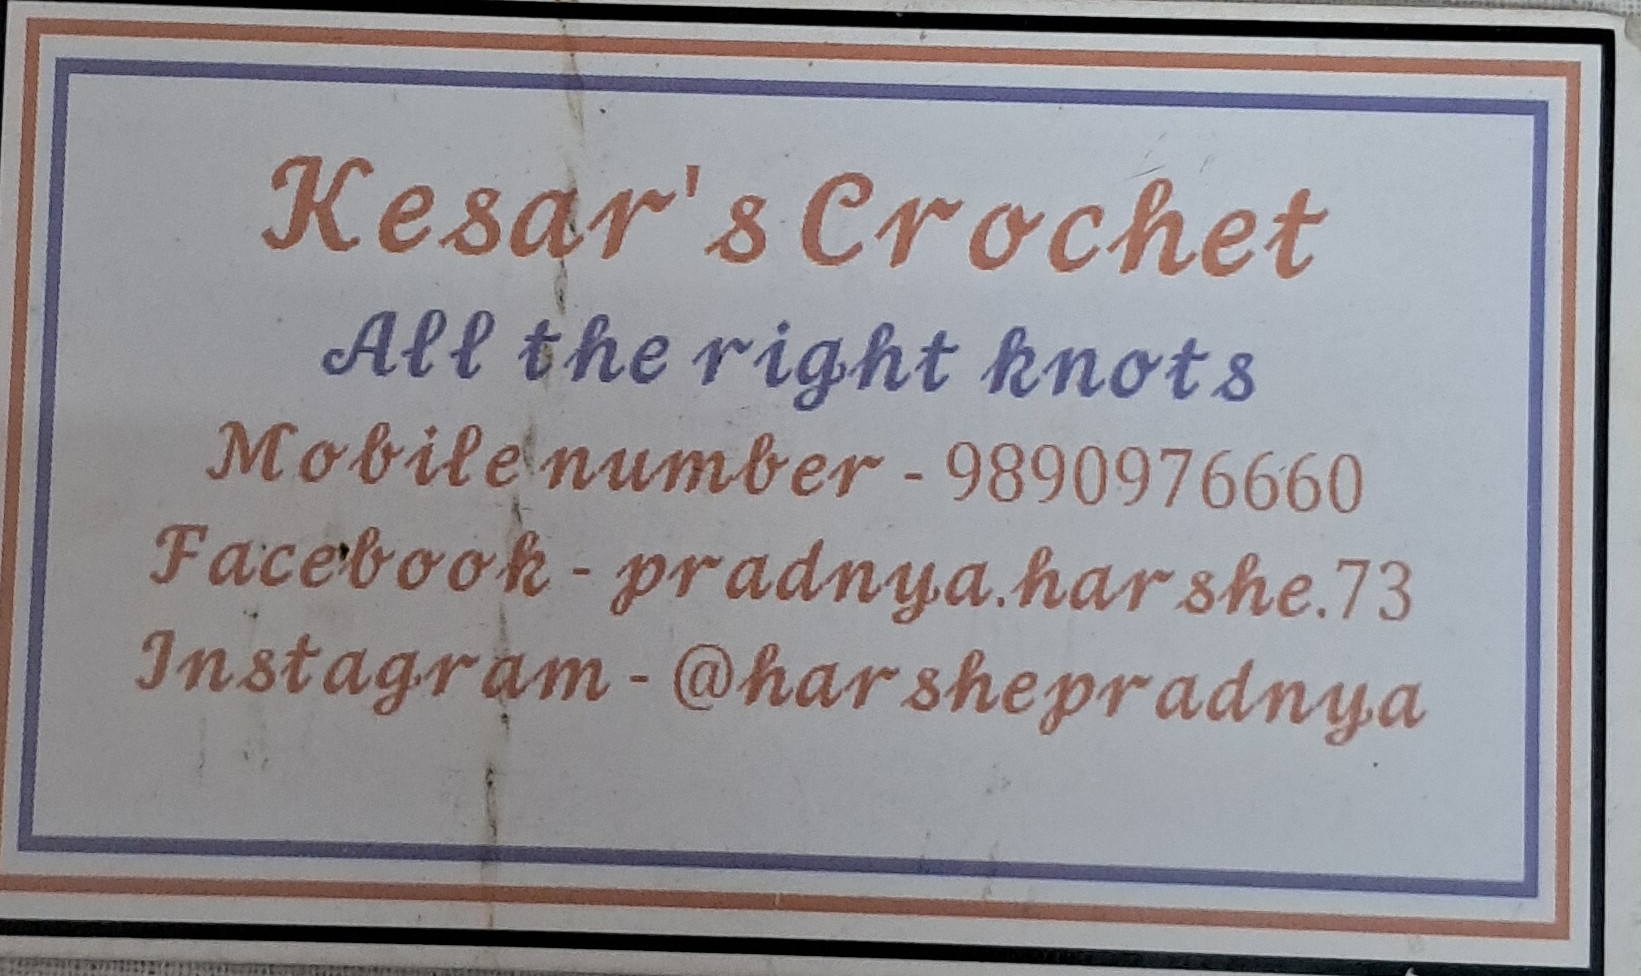 Kesar's Crochet
All the right knots
Mobile number - 9890976660
Facebook - pradnya.harshe.73
Instagram - @harshepradnya